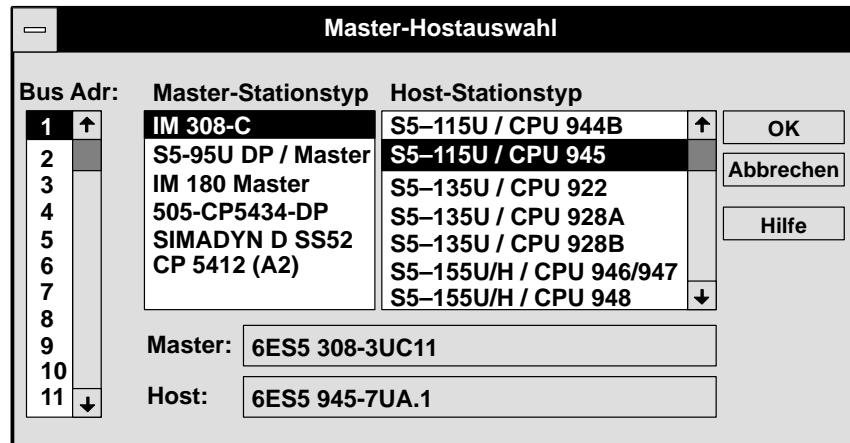 Master-Hostauswahl
Bus Adr:
Master-Stationstyp
Host-Stationstyp
1
2
3
4
5
6
7
8
9
10
11
IM 308-C
S5-95U DP / Master
IM 180 Master
505-CP5434-DP
SIMADYN D SS52
CP 5412 (A2)
S5–115U / CPU 944B
S5–115U / CPU 945
S5–135U / CPU 922
S5–135U / CPU 928A
S5–135U / CPU 928B
S5–155U/H / CPU 946/947
S5–155U/H / CPU 948
OK
Abbrechen
Hilfe
Master: 6ES5 308-3UC11
Host: 6ES5 945-7UA.1